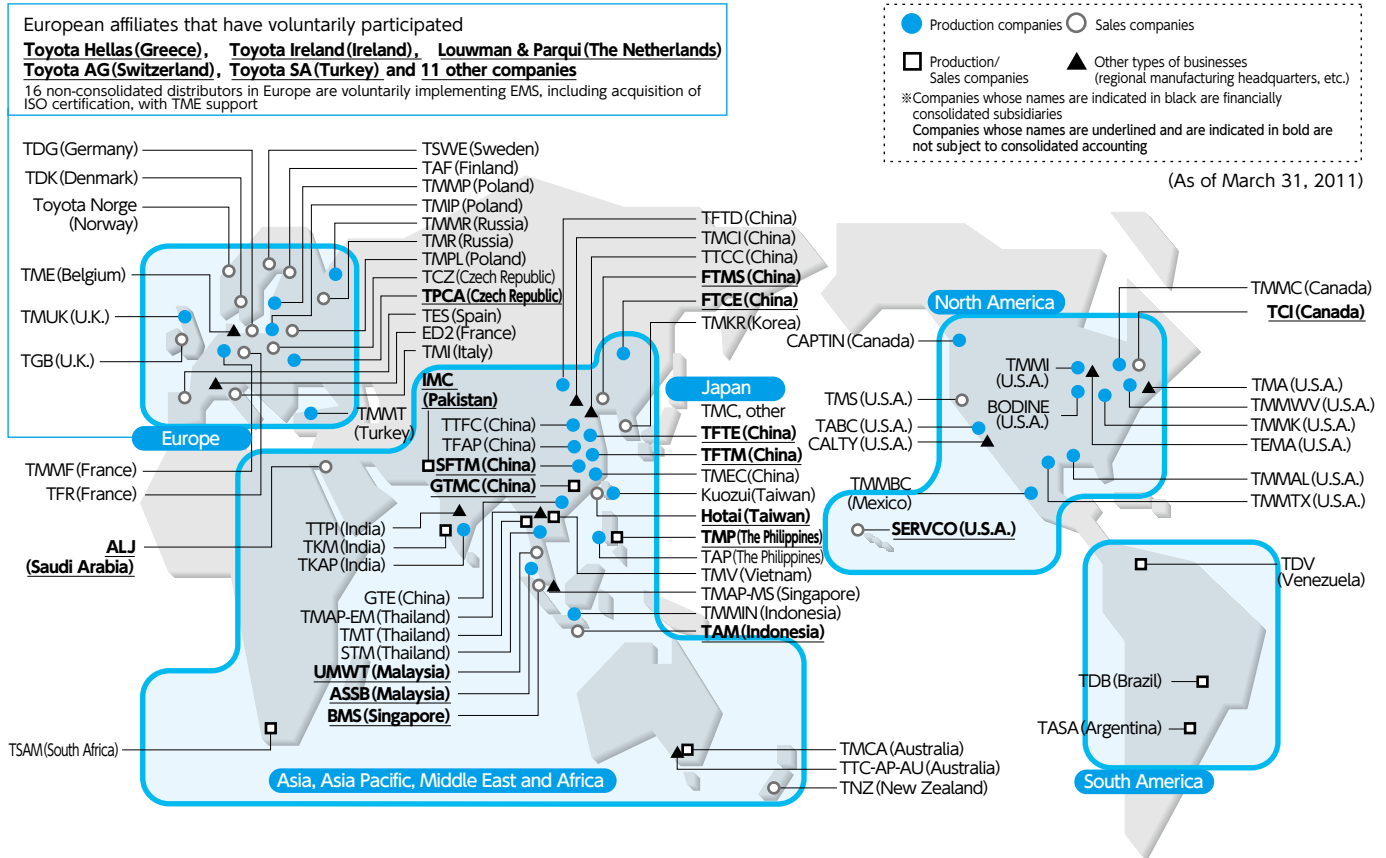 European affiliates that have voluntarily participated
Toyota Hellas(Greece), Toyota Ireland(Ireland), Louwman & Parqui(The Netherlands)
Toyota AG(Switzerland), Toyota SA(Turkey) and 11 other companies
16 non-consolidated distributors in Europe are voluntarily implementing EMS, including acquisition of
ISO certification, with TME support
Production companies
Sales companies
Production/
Sales companies
Other types of businesses
(regional manufacturing headquarters, etc.)
※Companies whose names are indicated in black are financially
consolidated subsidiaries
Companies whose names are underlined and are indicated in bold are
not subject to consolidated accounting
(As of March 31, 2011)
TDG(Germany)
TDK(Denmark)
Toyota Norge
(Norway)
TME(Belgium)
TMUK(U.K.)
TGB(U.K.)
TSWE(Sweden)
TAF(Finland)
TMMP(Poland)
TMIP(Poland)
TMMR(Russia)
TMR(Russia)
TMPL(Poland)
TCZ(Czech Republic)
TPCA(Czech Republic)
TES(Spain)
ED2(France)
TMI(Italy)
TMMT
(Turkey)
Europe
TMMF(France)
TFR(France)
ALJ
(Saudi Arabia)
IMC
(Pakistan)
TTFC(China)
TFAP(China)
SFTM(China)
GTMC(China)
TTPI(India)
TKM(India)
TKAP(India)
GTE(China)
TMAP-EM(Thailand)
TMT(Thailand)
STM(Thailand)
UMWT(Malaysia)
ASSB(Malaysia)
BMS(Singapore)
TSAM(South Africa)
Asia, Asia Pacific, Middle East and Africa
TFTD(China)
TMCI(China)
TTCC(China)
FTMS(China)
FTCE(China)
TMKR(Korea)
Japan
TMC, other
TFTE(China)
TFTM(China)
TMEC(China)
Kuozui(Taiwan)
Hotai(Taiwan)
TMP(The Philippines)
TAP(The Philippines)
TMV(Vietnam)
TMAP-MS(Singapore)
TMMIN(Indonesia)
TAM(Indonesia)
TMCA(Australia)
TTC-AP-AU(Australia)
TNZ(New Zealand)
North America
CAPTIN(Canada)
TMS(U.S.A.)
TABC(U.S.A.)
CALTY(U.S.A.)
TMMBC
(Mexico)
SERVCO(U.S.A.)
TMMI
(U.S.A.)
BODINE
(U.S.A.)
TMMC(Canada)
TCI(Canada)
TMA(U.S.A.)
TMMWV(U.S.A.)
TMMK(U.S.A.)
TEMA(U.S.A.)
TMMAL(U.S.A.)
TMMTX(U.S.A.)
TDV
(Venezuela)
TDB(Brazil)
TASA(Argentina)
South America